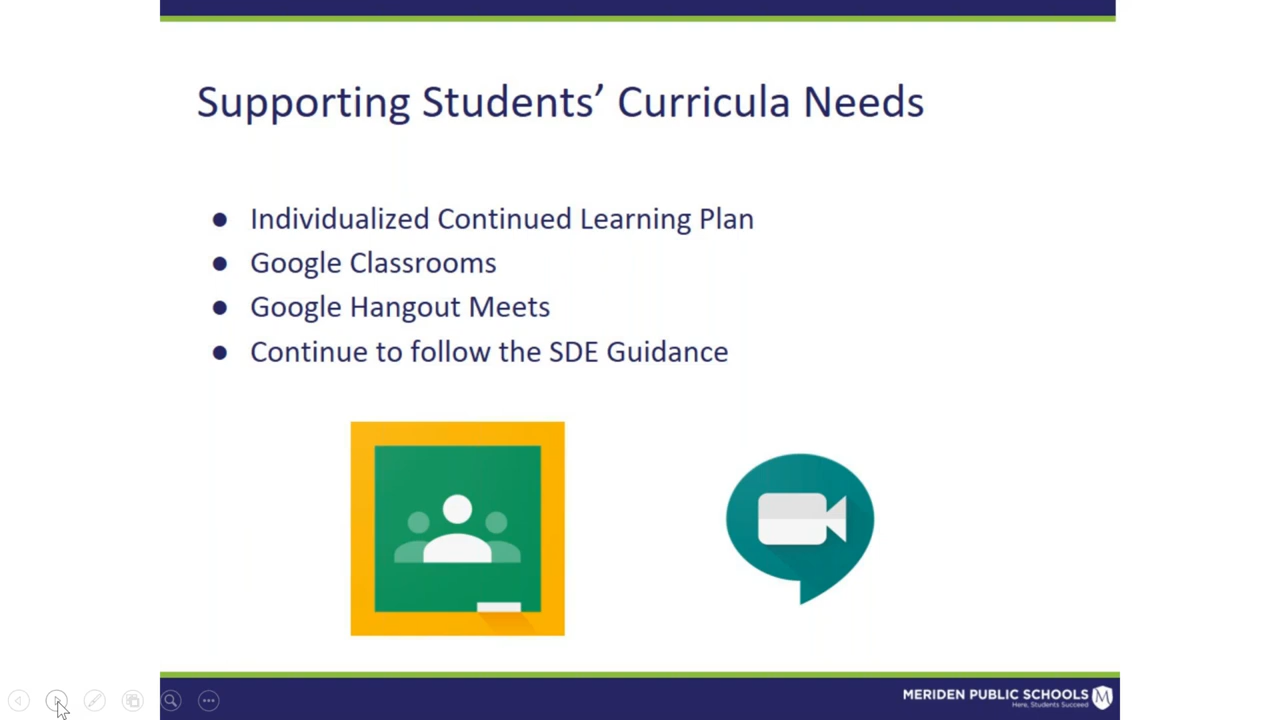 Supporting Students’ Curricula Needs
● Individualized Continued Learning Plan
● Google Classrooms
● Google Hangout Meets
● Continue to follow the SDE Guidance
MERIDEN PUBLIC SCHOOLS
Here, Students Succeed
M